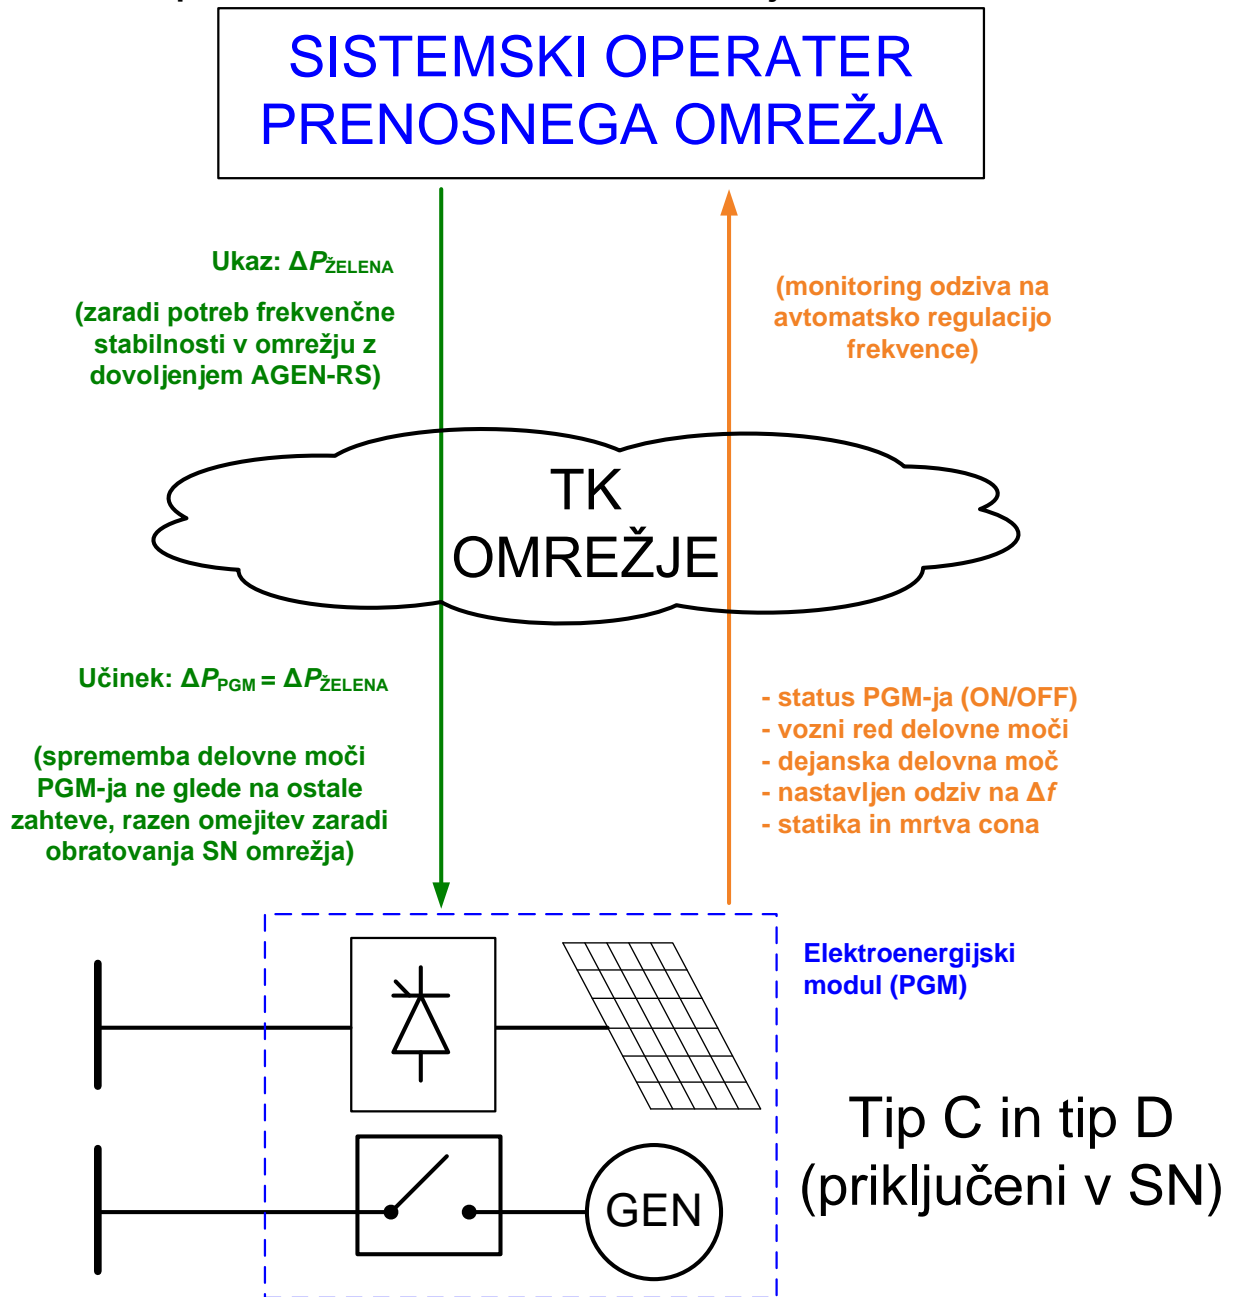 SISTEMSKI OPERATER
PRENOSNEGA OMREŽJA
Ukaz: ΔPŽELENA
(zaradi potreb frekvenčne
stabilnosti v omrežju z
dovoljenjem AGEN-RS)
(monitoring odziva na
avtomatsko regulacijo
frekvence)
TK
OMREŽJE
Učinek: ΔPPGM = ΔPŽELENA
(sprememba delovne moči
PGM-ja ne glede na ostale
zahteve, razen omejitev zaradi
obratovanja SN omrežja)
- status PGM-ja (ON/OFF)
- vozni red delovne moči
- dejanska delovna moč
- nastavljen odziv na Δf
- statika in mrtva cona
Elektroenergijski
modul (PGM)
Tip C in tip D
(priključeni v SN)
GEN